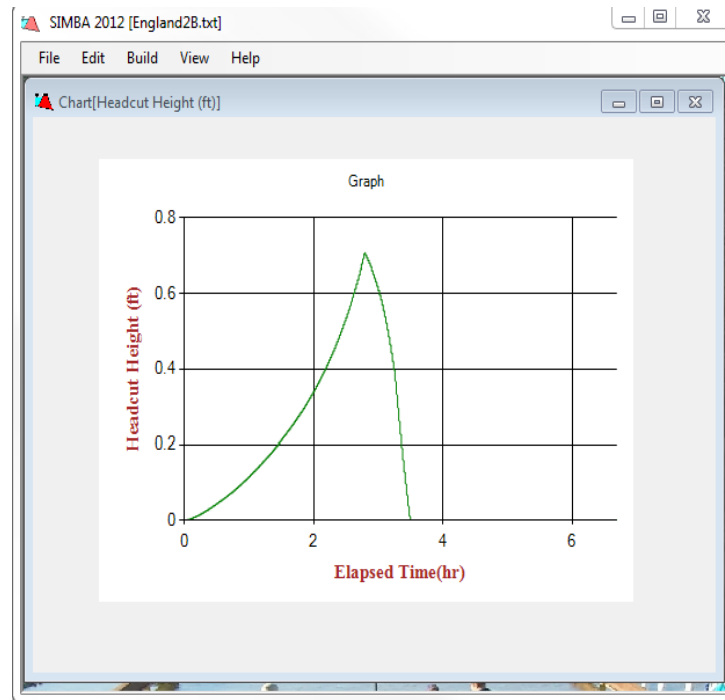 SIMBA 2012 [England2B.txt]
File Edit Build View Help
Chart[Headcut Height (ft)]
Graph
Headcut Height (ft)
0.8
0.6
0.4
0.2
0
0 2 4 6
Elapsed Time(hr)